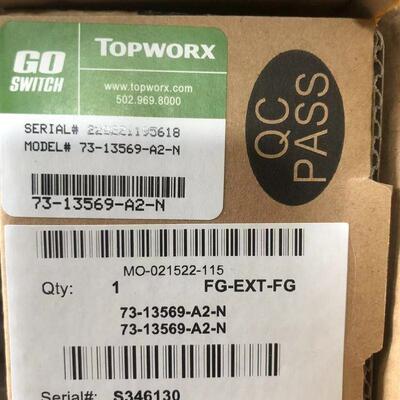 GO
SWITCH
TOPWORX
www.topworx.com
502.969.8000
SERIAL#
MODEL# 73-13569-A2-N
73-13569-A2-N
QC
PASS
MO-021522-115
Qty: 1 FG-EXT-FG
73-13569-A2-N
73-13569-A2-N
Serial#: S346130